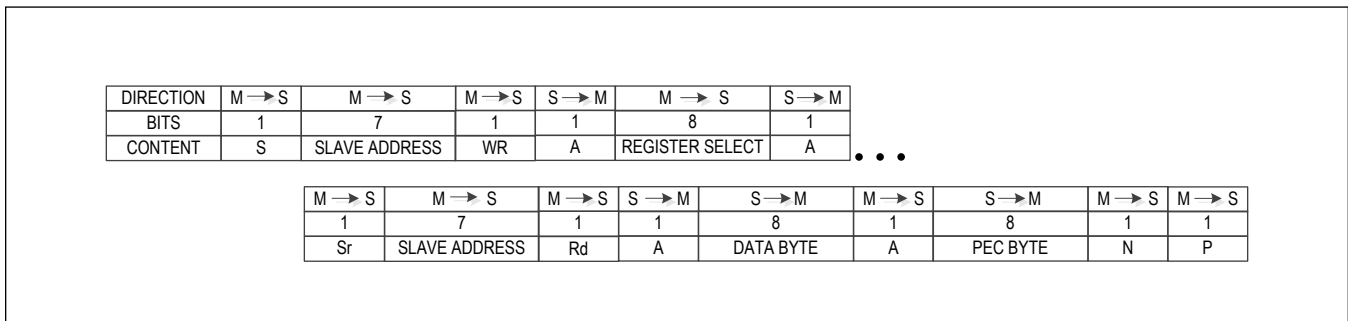 DIRECTION M → S M → S M → S S → M M → S S → M
BITS 1 7 1 1 8 1
CONTENT S SLAVE ADDRESS WR A REGISTER SELECT A • • •
M → S M → S M → S S → M S → M M → S S → M M → S M → S
1 7 1 1 8 1 8 1 1
Sr SLAVE ADDRESS Rd A DATA BYTE A PEC BYTE N P